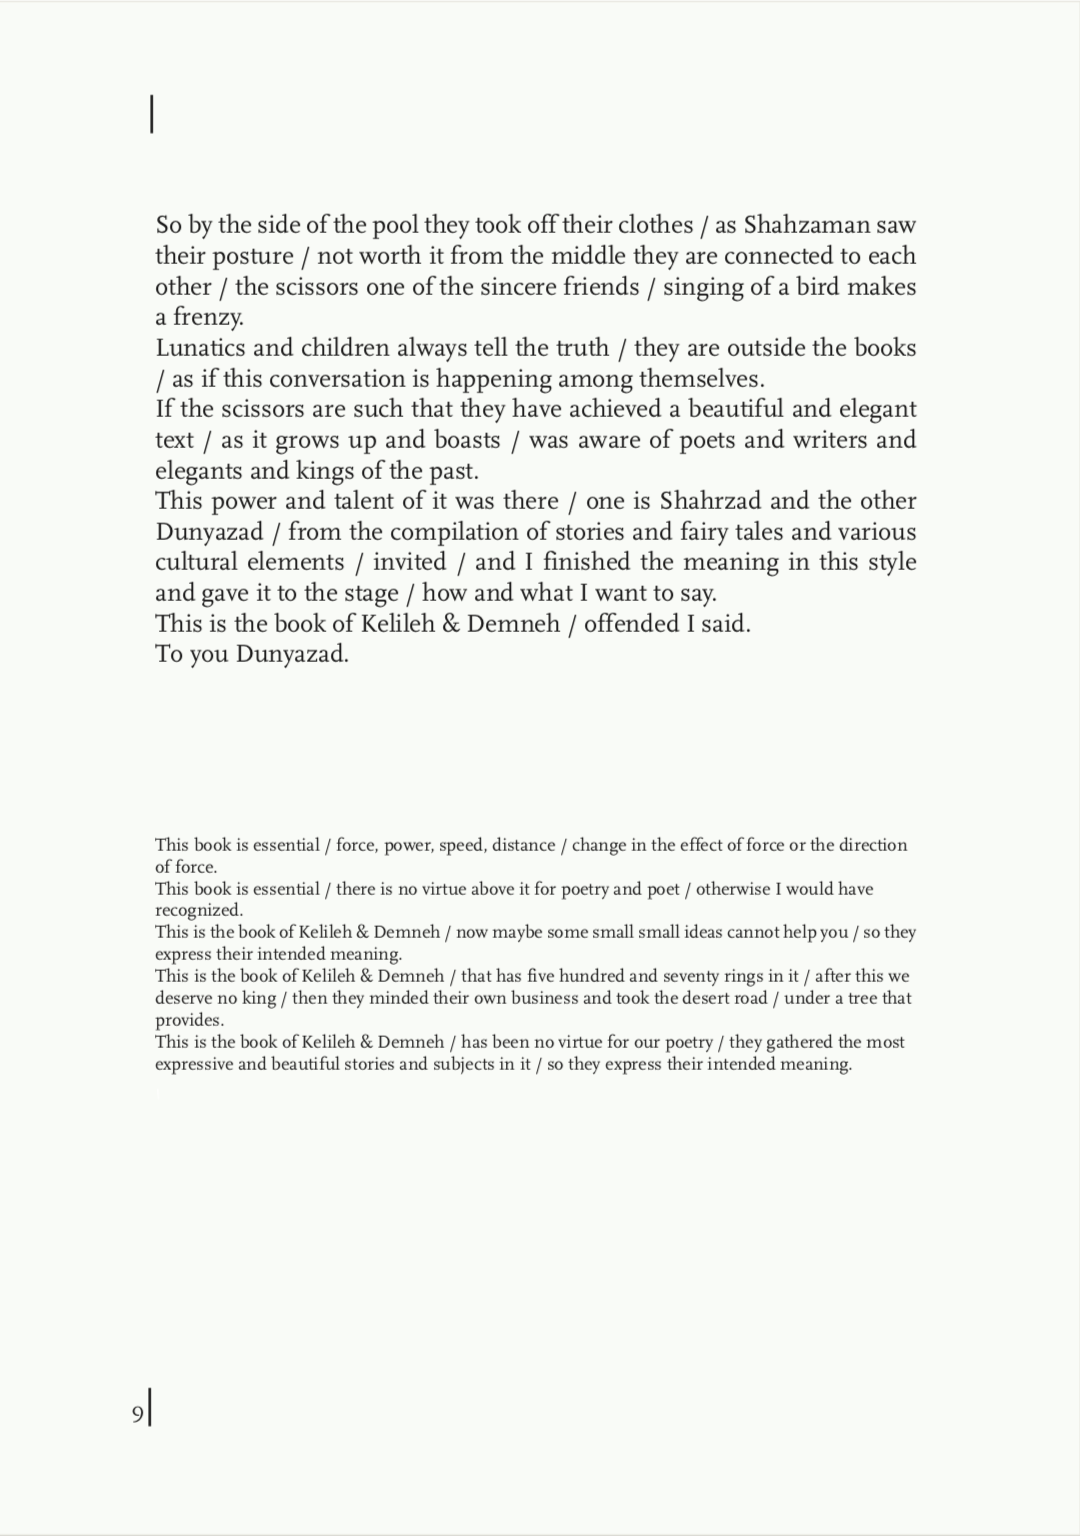 So by the side of the pool they took off their clothes / as Shahzaman saw
their posture / not worth it from the middle they are connected to each
other / the scissors one of the sincere friends / singing of a bird makes
a frenzy.
Lunatics and children always tell the truth / they are outside the books
/ as if this conversation is happening among themselves.
If the scissors are such that they have achieved a beautiful and elegant
text / as it grows up and boasts / was aware of poets and writers and
elegants and kings of the past.
This power and talent of it was there / one is Shahrzad and the other
Dunyazad / from the compilation of stories and fairy tales and various
cultural elements / invited / and I finished the meaning in this style
and gave it to the stage / how and what I want to say.
This is the book of Kelileh & Demneh / offended I said.
To you Dunyazad.
This book is essential / force, power, speed, distance / change in the effect of force or the direction
of force.
This book is essential / there is no virtue above it for poetry and poet / otherwise I would have
recognized.
This is the book of Kelileh & Demneh / now maybe some small small ideas cannot help you / so they
express their intended meaning.
This is the book of Kelileh & Demneh / that has five hundred and seventy rings in it / after this we
deserve no king / then they minded their own business and took the desert road / under a tree that
provides.
This is the book of Kelileh & Demneh / has been no virtue for our poetry / they gathered the most
expressive and beautiful stories and subjects in it / so they express their intended meaning.
9